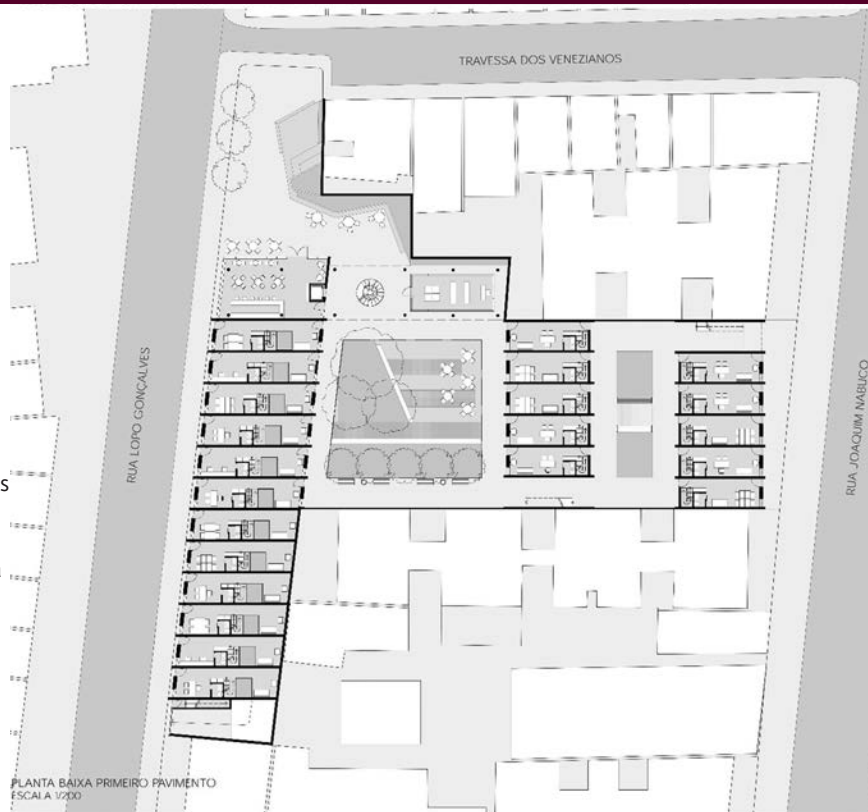 TRAVESSA DOS VENEZIANOS
RUA LOPO GONÇALVES
RUA JOAQUIM NABUCO
S
PLANTA BAIXA PRIMEIRO PAVIMENTO
ESCALA 1/200